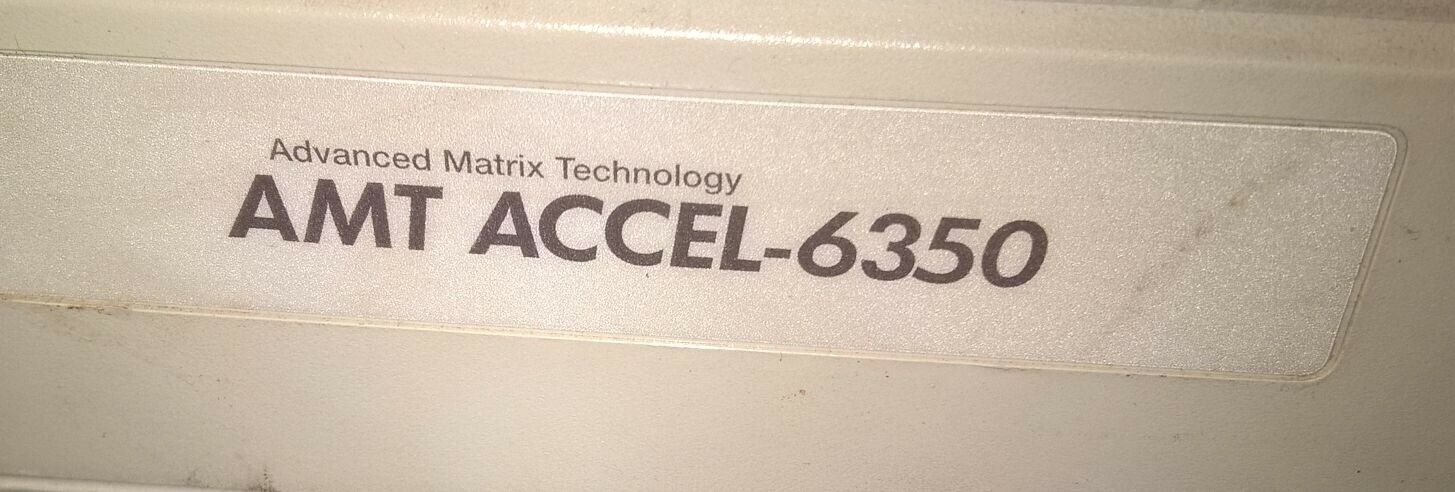 Advanced Matrix Technology
AMT ACCEL-6350